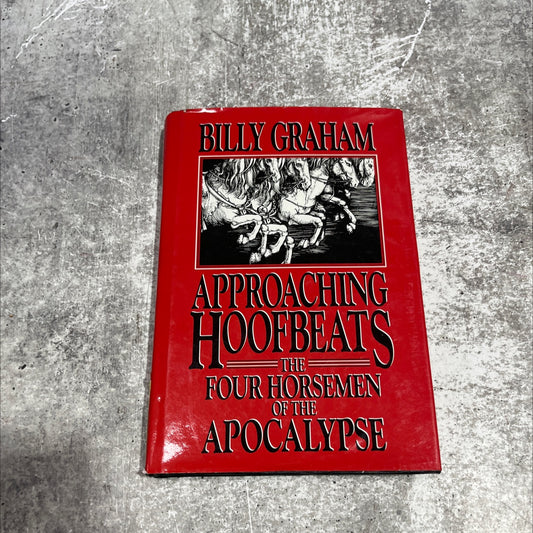 BILLY GRAHAM
APPROACHING
HOOFBEATS
THE
FOUR HORSEMEN
OF THE
APOCALYPSE